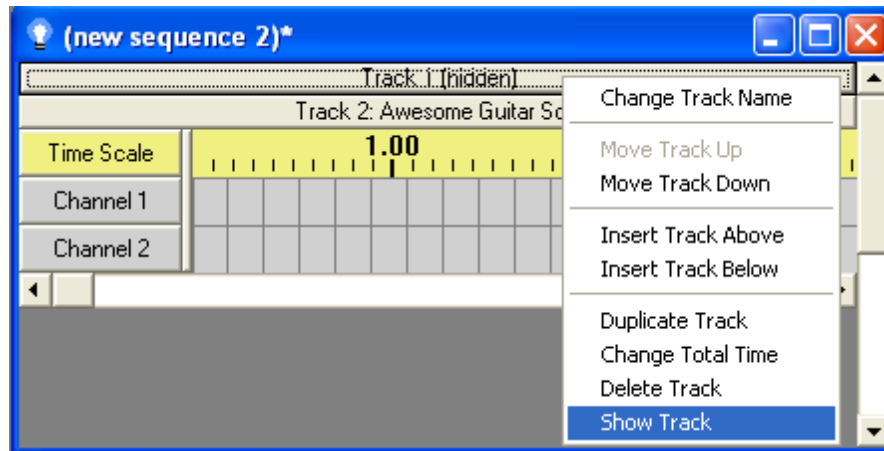 (new sequence 2)*
Track 1 (hidden)
Track 2: Awesome Guitar
Time Scale
1.00
Channel 1
Channel 2
Change Track Name
Move Track Up
Move Track Down
Insert Track Above
Insert Track Below
Duplicate Track
Change Total Time
Delete Track
Show Track